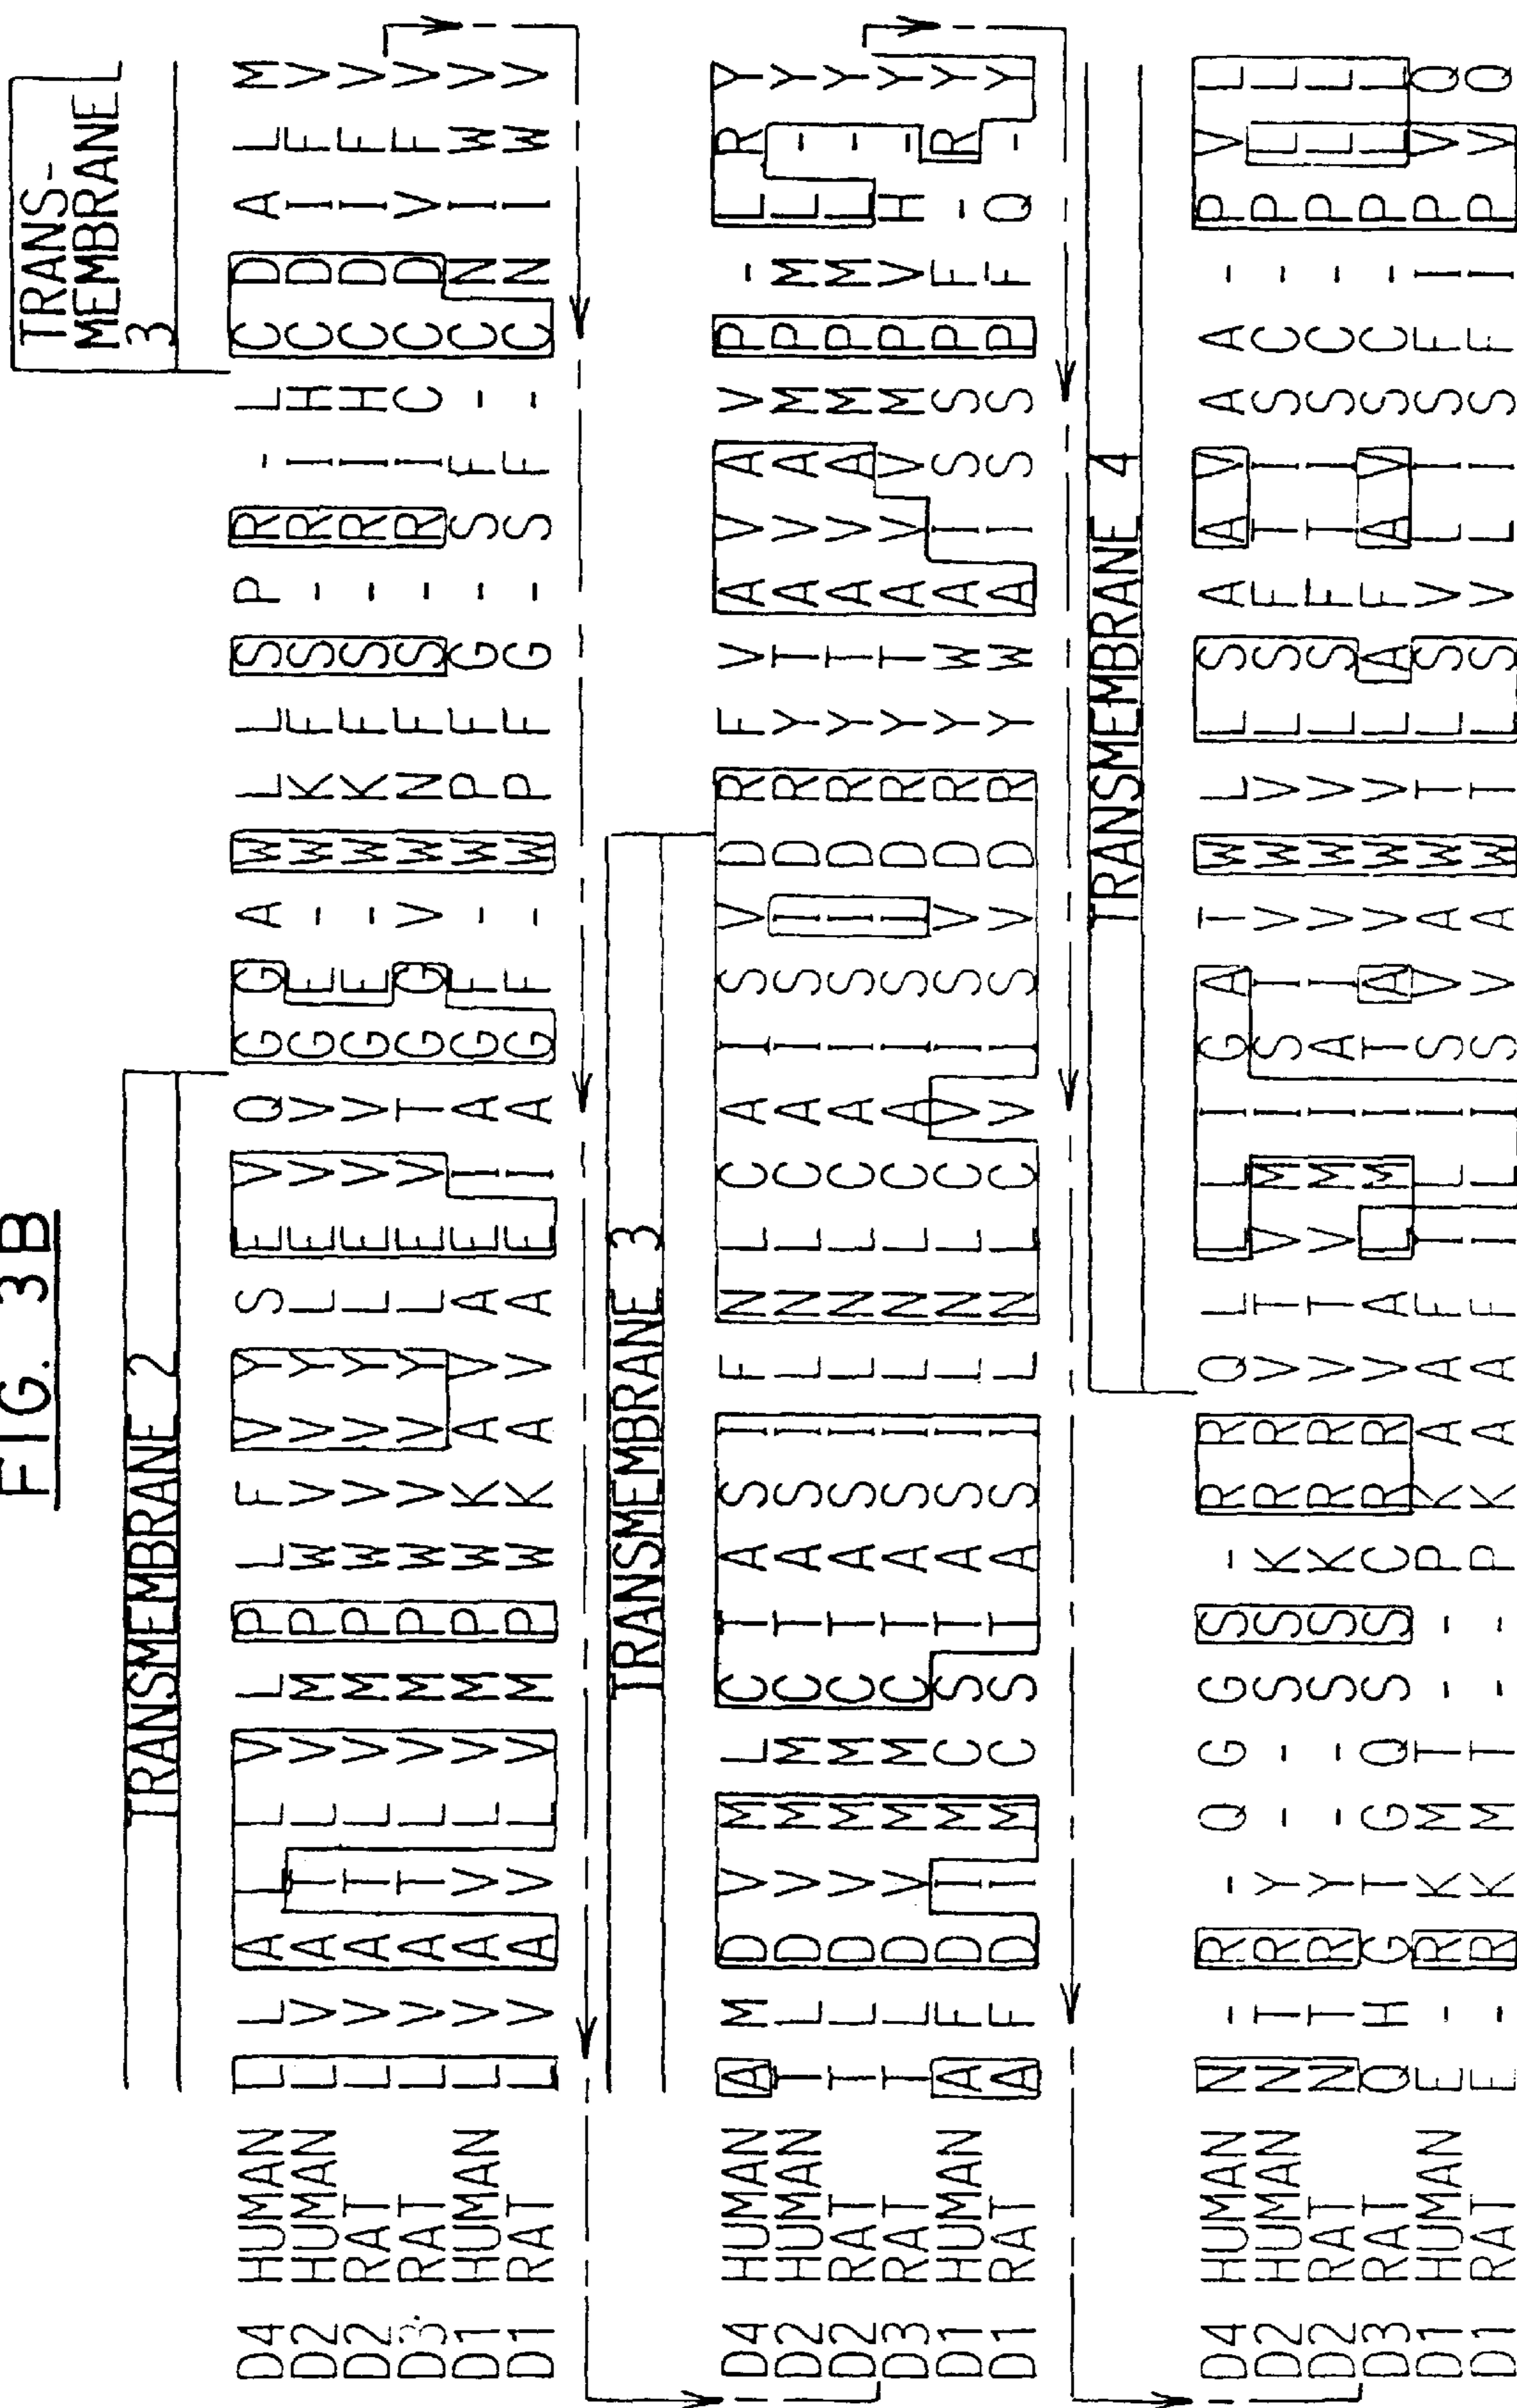 FIG. 3B
TRANSMEMBRANE 2
TRANS-
MEMBRANE
3
D4 HUMAN L L A L L V L P L F V Y S E V Q G G A W L L S P R - L C D A L M
D2 HUMAN L V A T L V M P W V V Y L E V V G E - W K F S - R I H C D I F V
D2 RAT L V A T L V M P W V V Y L E V V G E - W K F S - R I H C D I F V
D3 RAT L V A T L V M P W V V Y L E V T G G V W N F S - R I C C D V F V
D1 HUMAN L V A V L V M P W K A V A E I A G F - W P F G - S F - C N I W V
D1 RAT L V A V L V M P W K A V A E I A G F - W P F G - S F - C N I W V
TRANSMEMBRANE 3
D4 HUMAN A M D V M L C T A S I F N L C A I S V D R F V A V A V P - L R Y
D2 HUMAN I L D V M M C T A S I L N L C A I S I D R Y T A V A M P M L - Y
D2 RAT I L D V M M C T A S I L N L C A I S I D R Y T A V A M P M L - Y
D3 RAT I L D V M M C T A S I L N L C A I S I D R Y T A V V M P V H - Y
D1 HUMAN A F D I M C S T A S I L N L C V I S V D R Y W A I S S P F - R Y
D1 RAT A F D I M C S T A S I L N L C V I S V D R Y W A I S S P F Q - Y
TRANSMEMBRANE 4
D4 HUMAN N - R - Q G G S - R R Q L L L I G A T W L L S A A V A A - P V L
D2 HUMAN N T R Y - - S S K R R V T V M I S I V W V L S F T I S C - P L L
D2 RAT N T R Y - - S S K R R V T V M I A I V W V L S F T I S C - P L L
D3 RAT Q H G T G Q S S C R R V A L M I T A V W V L A F A V S C - P L L
D1 HUMAN E - R K M T - - P K A A F I L I S V A W T L S V L I S F I P V Q
D1 RAT E - R K M T - - P K A A F I L I S V A W T L S V L I S F I P V Q